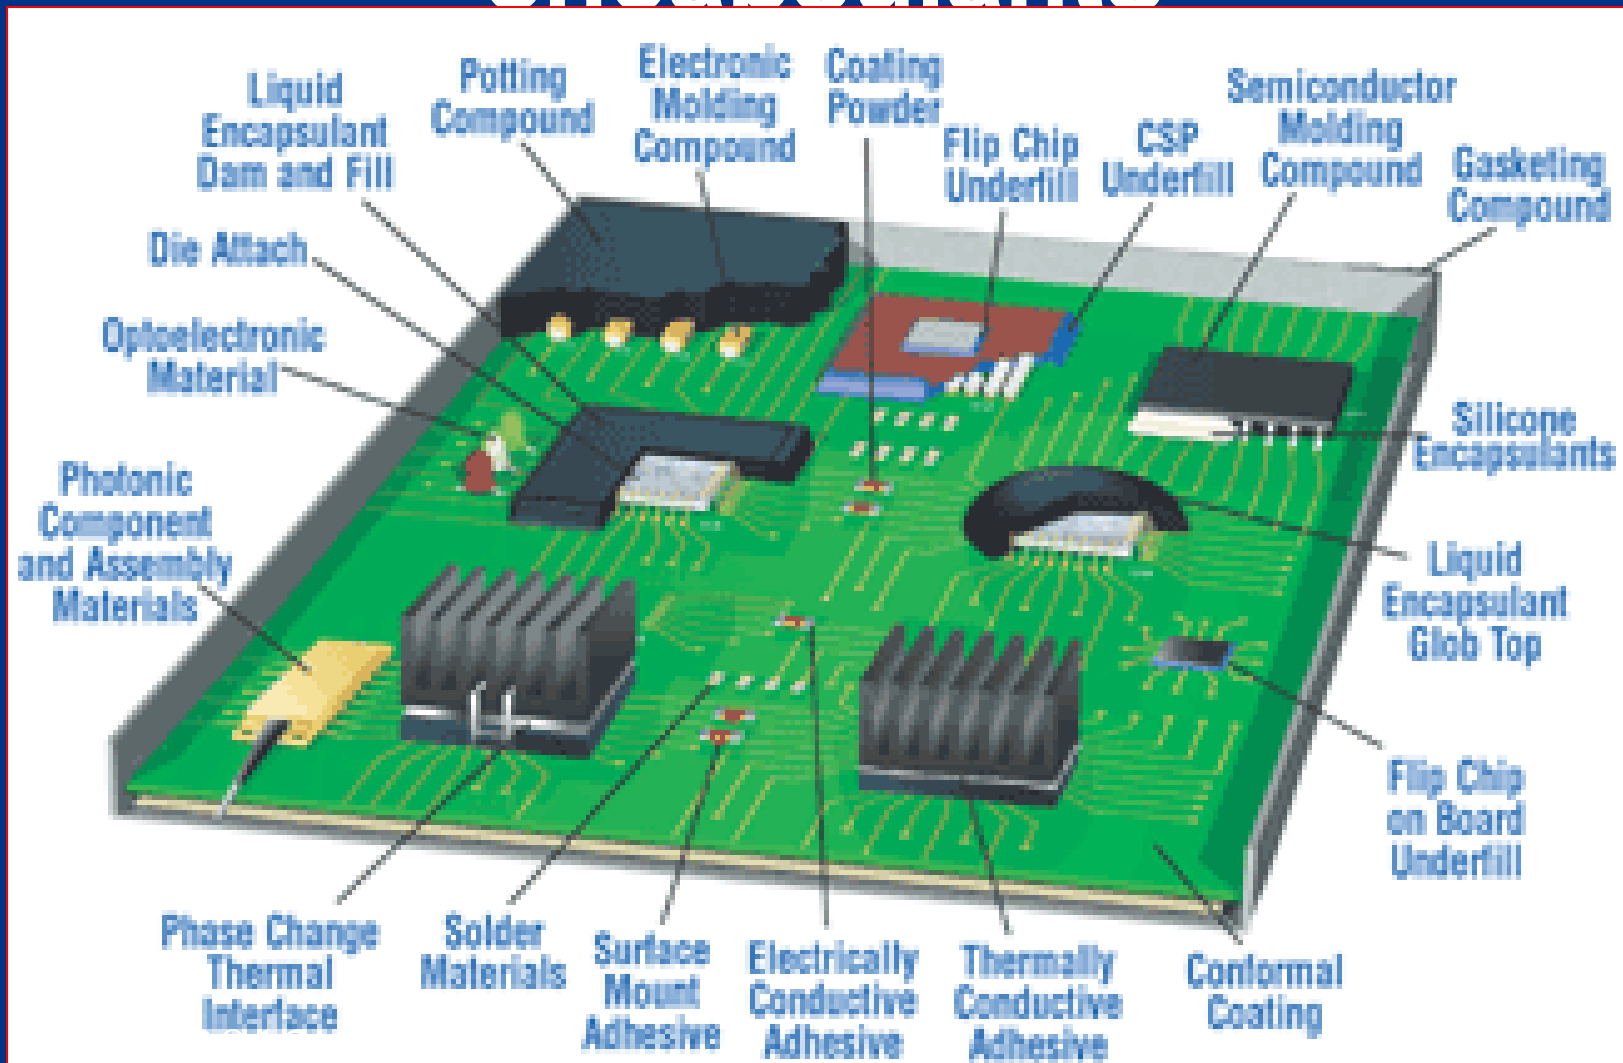 Liquid
Encapsulant
Dam and Fill
Potting
Compound
Electronic
Molding
Compound
Coating
Powder
Flip Chip
Underfill
CSP
Underfill
Semiconductor
Molding
Compound
Gasketing
Compound
Die Attach
Optoelectronic
Material
Photonic
Component
and Assembly
Materials
Silicone
Encapsulants
Liquid
Encapsulant
Glob Top
Flip Chip
on Board
Underfill
Phase Change
Thermal
Interface
Solder
Materials
Surface
Mount
Adhesive
Electrically
Conductive
Adhesive
Thermally
Conductive
Adhesive
Conformal
Coating